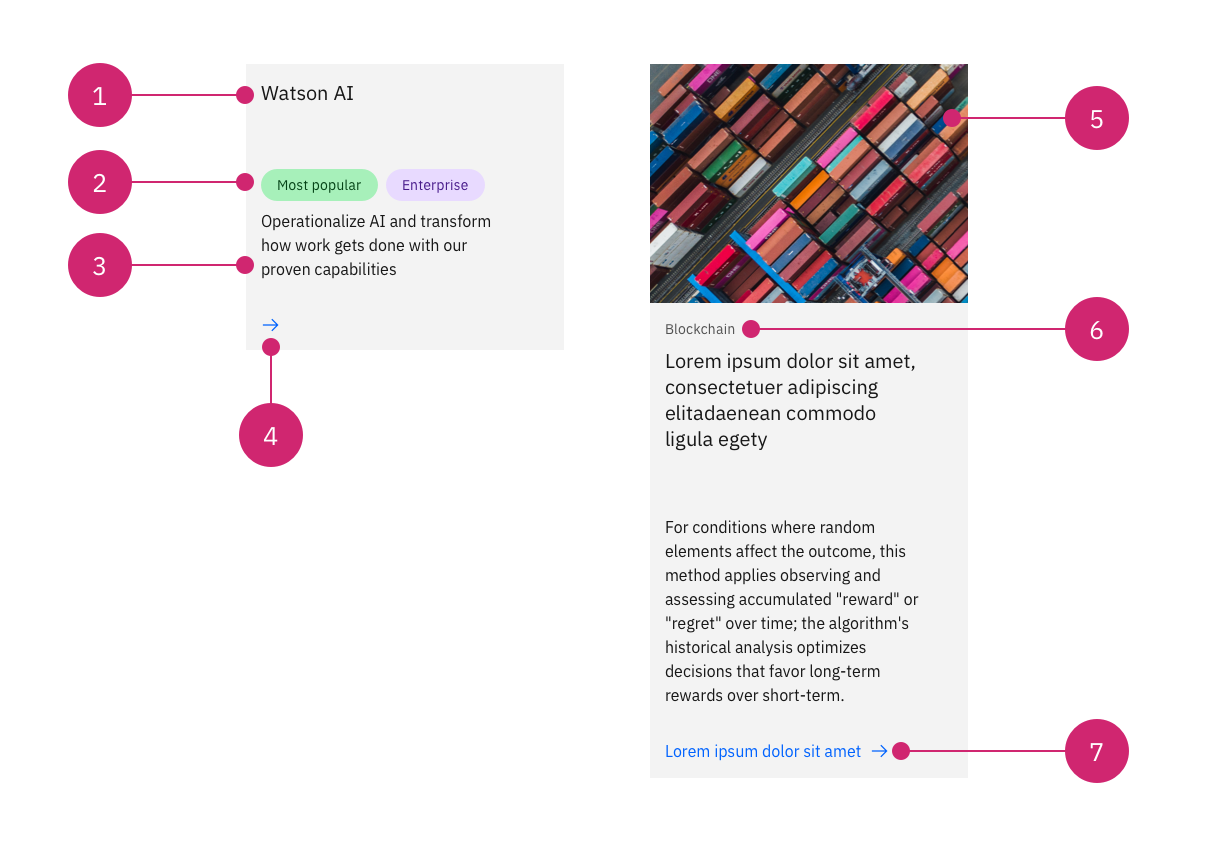 1
Watson AI
2
Most popular
Enterprise
3
Operationalize AI and transform
how work gets done with our
proven capabilities
4
5
Blockchain
6
Lorem ipsum dolor sit amet,
consectetuer adipiscing
elitadaenean commodo
ligula egety
For conditions where random
elements affect the outcome, this
method applies observing and
assessing accumulated "reward" or
"regret" over time; the algorithm's
historical analysis optimizes
decisions that favor long-term
rewards over short-term.
Lorem ipsum dolor sit amet
7